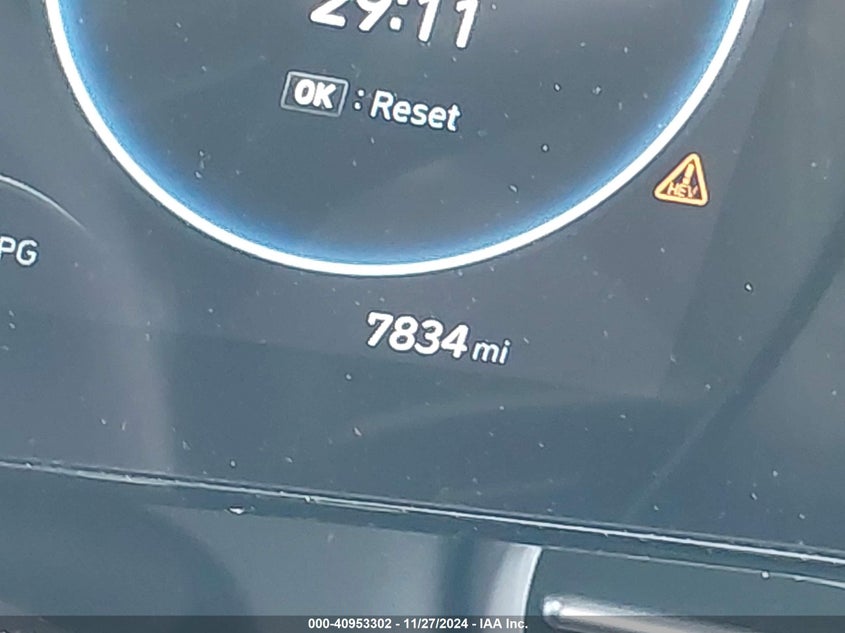 29:11
OK : Reset
HEV
PG
7834 mi
000-40953302 - 11/27/2024 - IAA Inc.